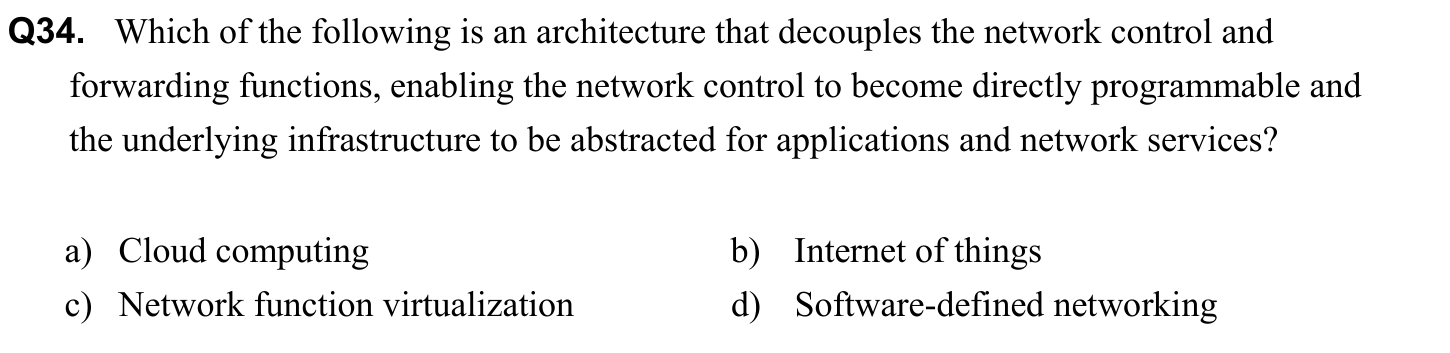 Q34. Which of the following is an architecture that decouples the network control and
forwarding functions, enabling the network control to become directly programmable and
the underlying infrastructure to be abstracted for applications and network services?
a) Cloud computing b) Internet of things
c) Network function virtualization d) Software-defined networking